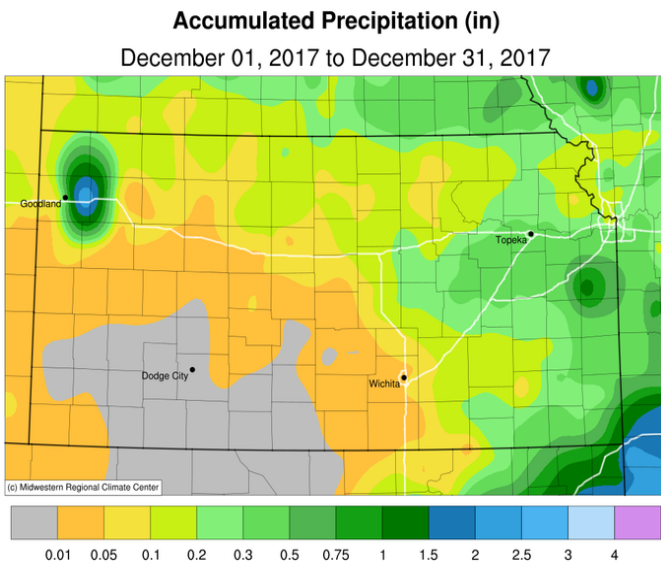 Accumulated Precipitation (in)
December 01, 2017 to December 31, 2017
Goodland
Topeka
Dodge City
Wichita
(c) Midwestern Regional Climate Center
0.01 0.05 0.1 0.2 0.3 0.5 0.75 1 1.5 2 2.5 3 4